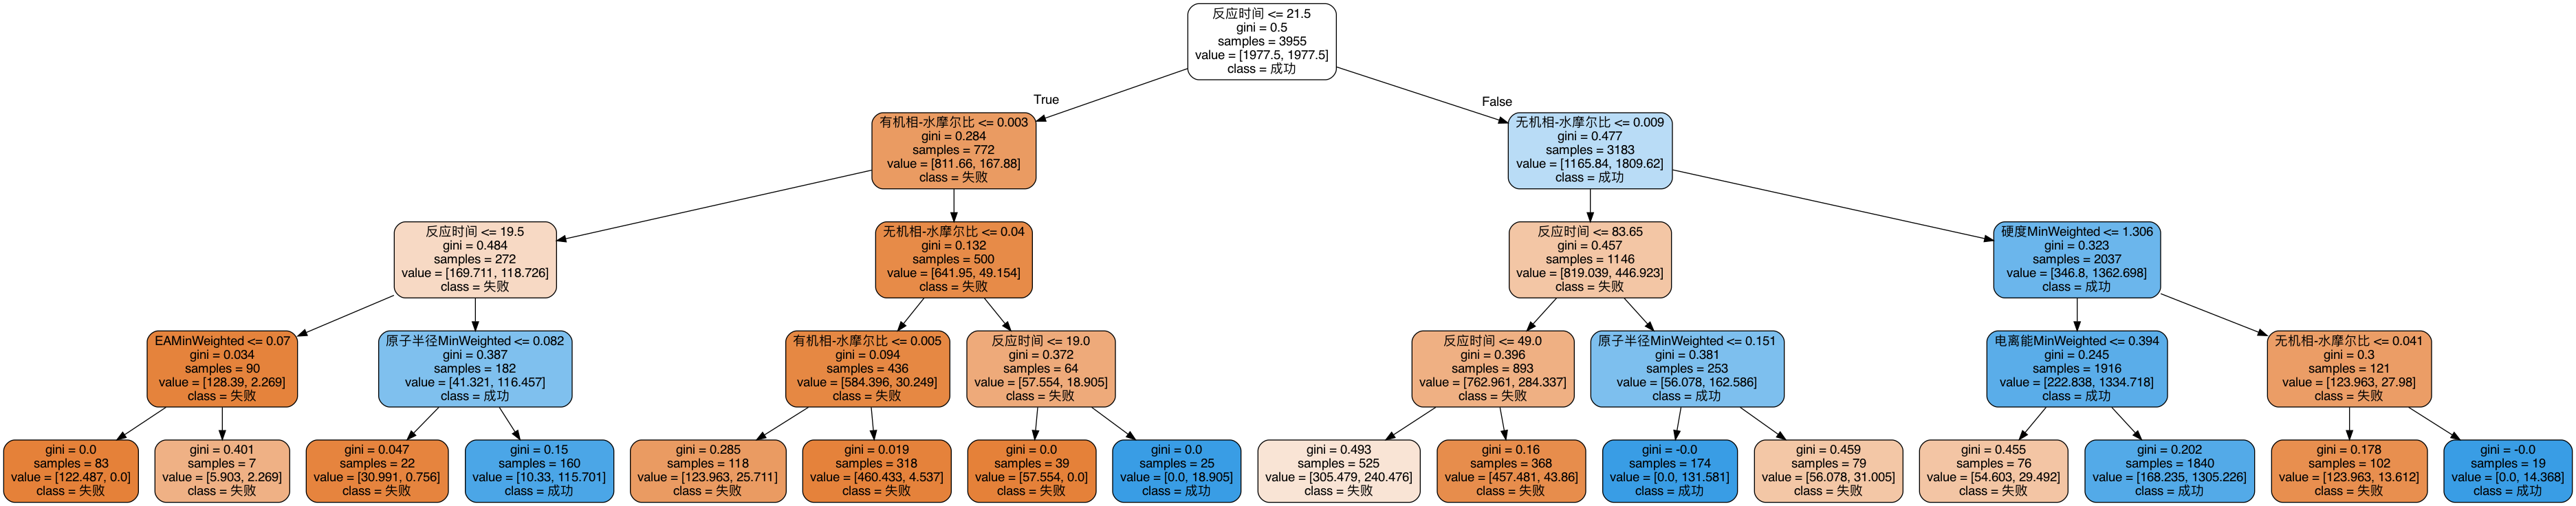 反应时间 <= 21.5
gini = 0.5
samples = 3955
value = [1977.5, 1977.5]
class = 成功
True
False
有机相-水摩尔比 <= 0.003
gini = 0.284
samples = 772
value = [811.66, 167.88]
class = 失败
无机相-水摩尔比 <= 0.009
gini = 0.477
samples = 3183
value = [1165.84, 1809.62]
class = 成功
反应时间 <= 19.5
gini = 0.484
samples = 272
value = [169.711, 118.726]
class = 失败
无机相-水摩尔比 <= 0.04
gini = 0.132
samples = 500
value = [641.95, 49.154]
class = 失败
反应时间 <= 83.65
gini = 0.457
samples = 1146
value = [819.039, 446.923]
class = 失败
硬度MinWeighted <= 1.306
gini = 0.323
samples = 2037
value = [346.8, 1362.698]
class = 成功
EAMinWeighted <= 0.07
gini = 0.034
samples = 90
value = [128.39, 2.269]
class = 失败
原子半径MinWeighted <= 0.082
gini = 0.387
samples = 182
value = [41.321, 116.457]
class = 成功
有机相-水摩尔比 <= 0.005
gini = 0.094
samples = 436
value = [584.396, 30.249]
class = 失败
反应时间 <= 19.0
gini = 0.372
samples = 64
value = [57.554, 18.905]
class = 失败
反应时间 <= 49.0
gini = 0.396
samples = 893
value = [762.961, 284.337]
class = 失败
原子半径MinWeighted <= 0.151
gini = 0.381
samples = 253
value = [56.078, 162.586]
class = 成功
电离能MinWeighted <= 0.394
gini = 0.245
samples = 1916
value = [222.838, 1334.718]
class = 成功
无机相-水摩尔比 <= 0.041
gini = 0.3
samples = 121
value = [123.963, 27.98]
class = 失败
gini = 0.0
samples = 83
value = [122.487, 0.0]
class = 失败
gini = 0.401
samples = 7
value = [5.903, 2.269]
class = 失败
gini = 0.047
samples = 22
value = [30.991, 0.756]
class = 失败
gini = 0.15
samples = 160
value = [10.33, 115.701]
class = 成功
gini = 0.285
samples = 118
value = [123.963, 25.711]
class = 失败
gini = 0.019
samples = 318
value = [460.433, 4.537]
class = 失败
gini = 0.0
samples = 39
value = [57.554, 0.0]
class = 失败
gini = 0.0
samples = 25
value = [0.0, 18.905]
class = 成功
gini = 0.493
samples = 525
value = [305.479, 240.476]
class = 失败
gini = 0.16
samples = 368
value = [457.481, 43.86]
class = 失败
gini = -0.0
samples = 174
value = [0.0, 131.581]
class = 成功
gini = 0.459
samples = 79
value = [56.078, 31.005]
class = 失败
gini = 0.455
samples = 76
value = [54.603, 29.492]
class = 失败
gini = 0.202
samples = 1840
value = [168.235, 1305.226]
class = 成功
gini = 0.178
samples = 102
value = [123.963, 13.612]
class = 失败
gini = -0.0
samples = 19
value = [0.0, 14.368]
class = 成功